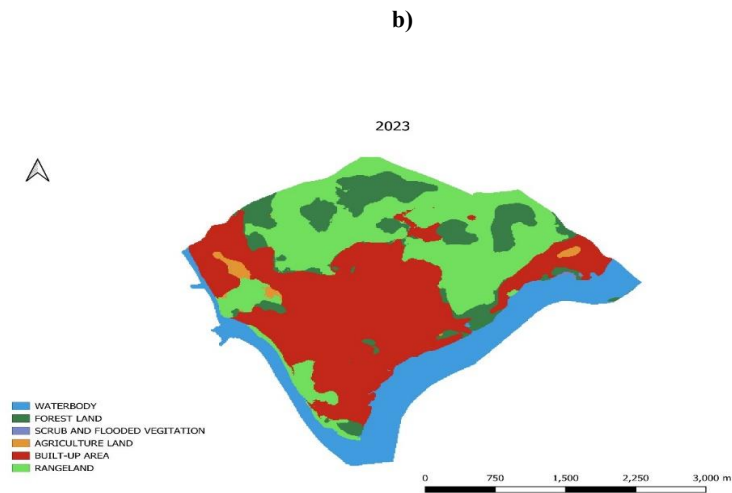 b)
2023
WATERBODY
FOREST LAND
SCRUB AND FLOODED VEGITATION
AGRICULTURE LAND
BUILT-UP AREA
RANGELAND
0 750 1,500 2,250 3,000 m